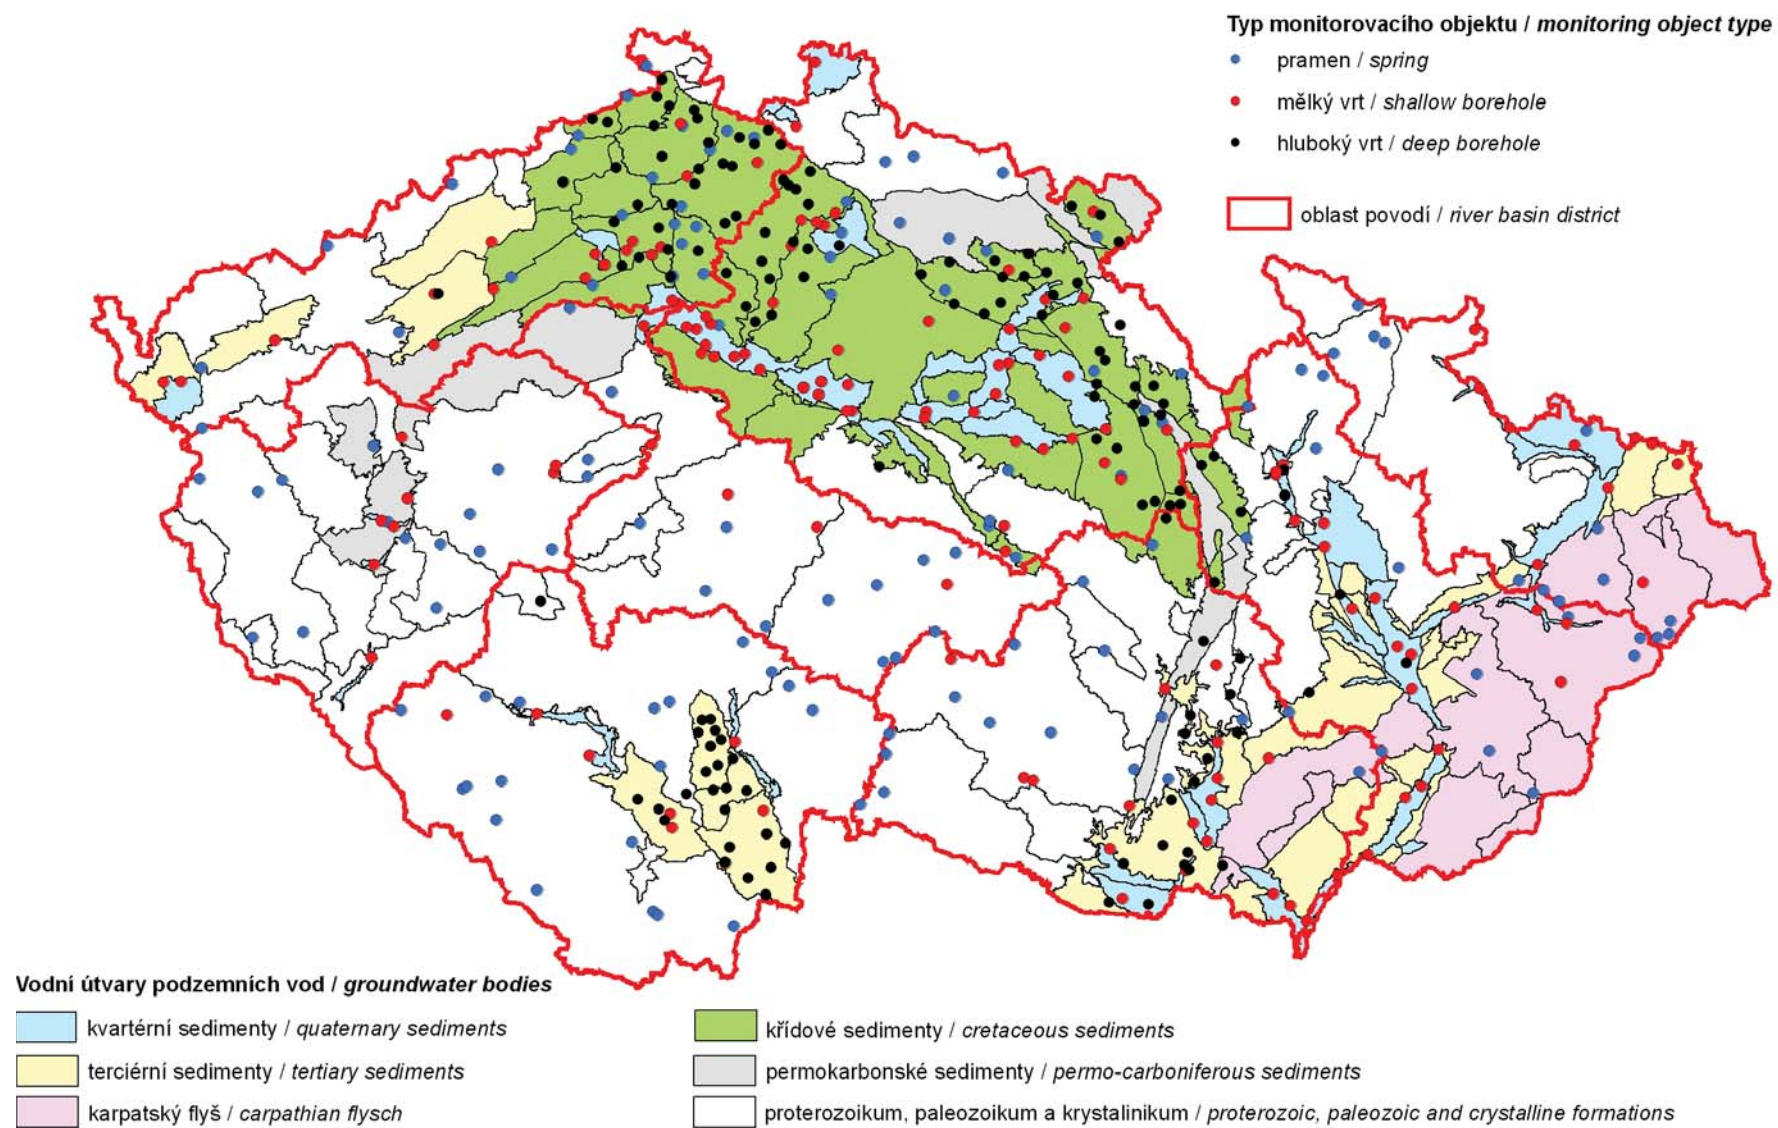 Typ monitorovacího objektu / monitoring object type
pramen / spring
mělký vrt / shallow borehole
hluboký vrt / deep borehole
oblast povodí / river basin district
Vodní útvary podzemních vod / groundwater bodies
kvartérní sedimenty / quaternary sediments
terciérní sedimenty / tertiary sediments
karpatský flyš / carpathian flysch
křídové sedimenty / cretaceous sediments
permokarbonské sedimenty / permo-carboniferous sediments
proterozoikum, paleozoikum a krystalinikum / proterozoic, paleozoic and crystalline formations